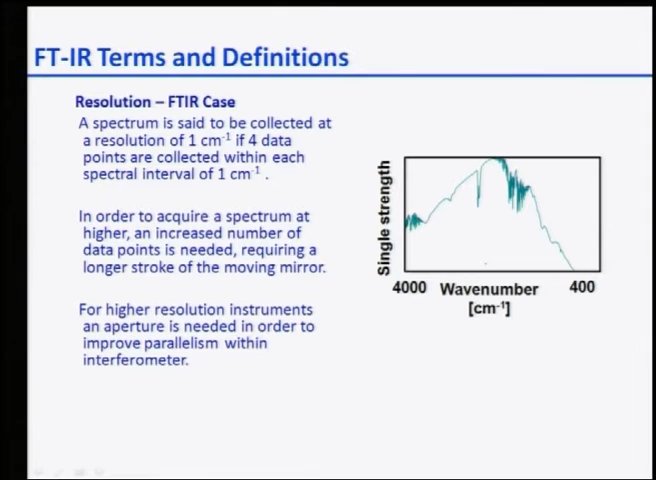 FT-IR Terms and Definitions
Resolution – FTIR Case
A spectrum is said to be collected at
a resolution of 1 cm⁻¹ if 4 data
points are collected within each
spectral interval of 1 cm⁻¹ .
In order to acquire a spectrum at
higher, an increased number of
data points is needed, requiring a
longer stroke of the moving mirror.
For higher resolution instruments
an aperture is needed in order to
improve parallelism within
interferometer.
Single strength
4000 Wavenumber 400
[cm⁻¹]